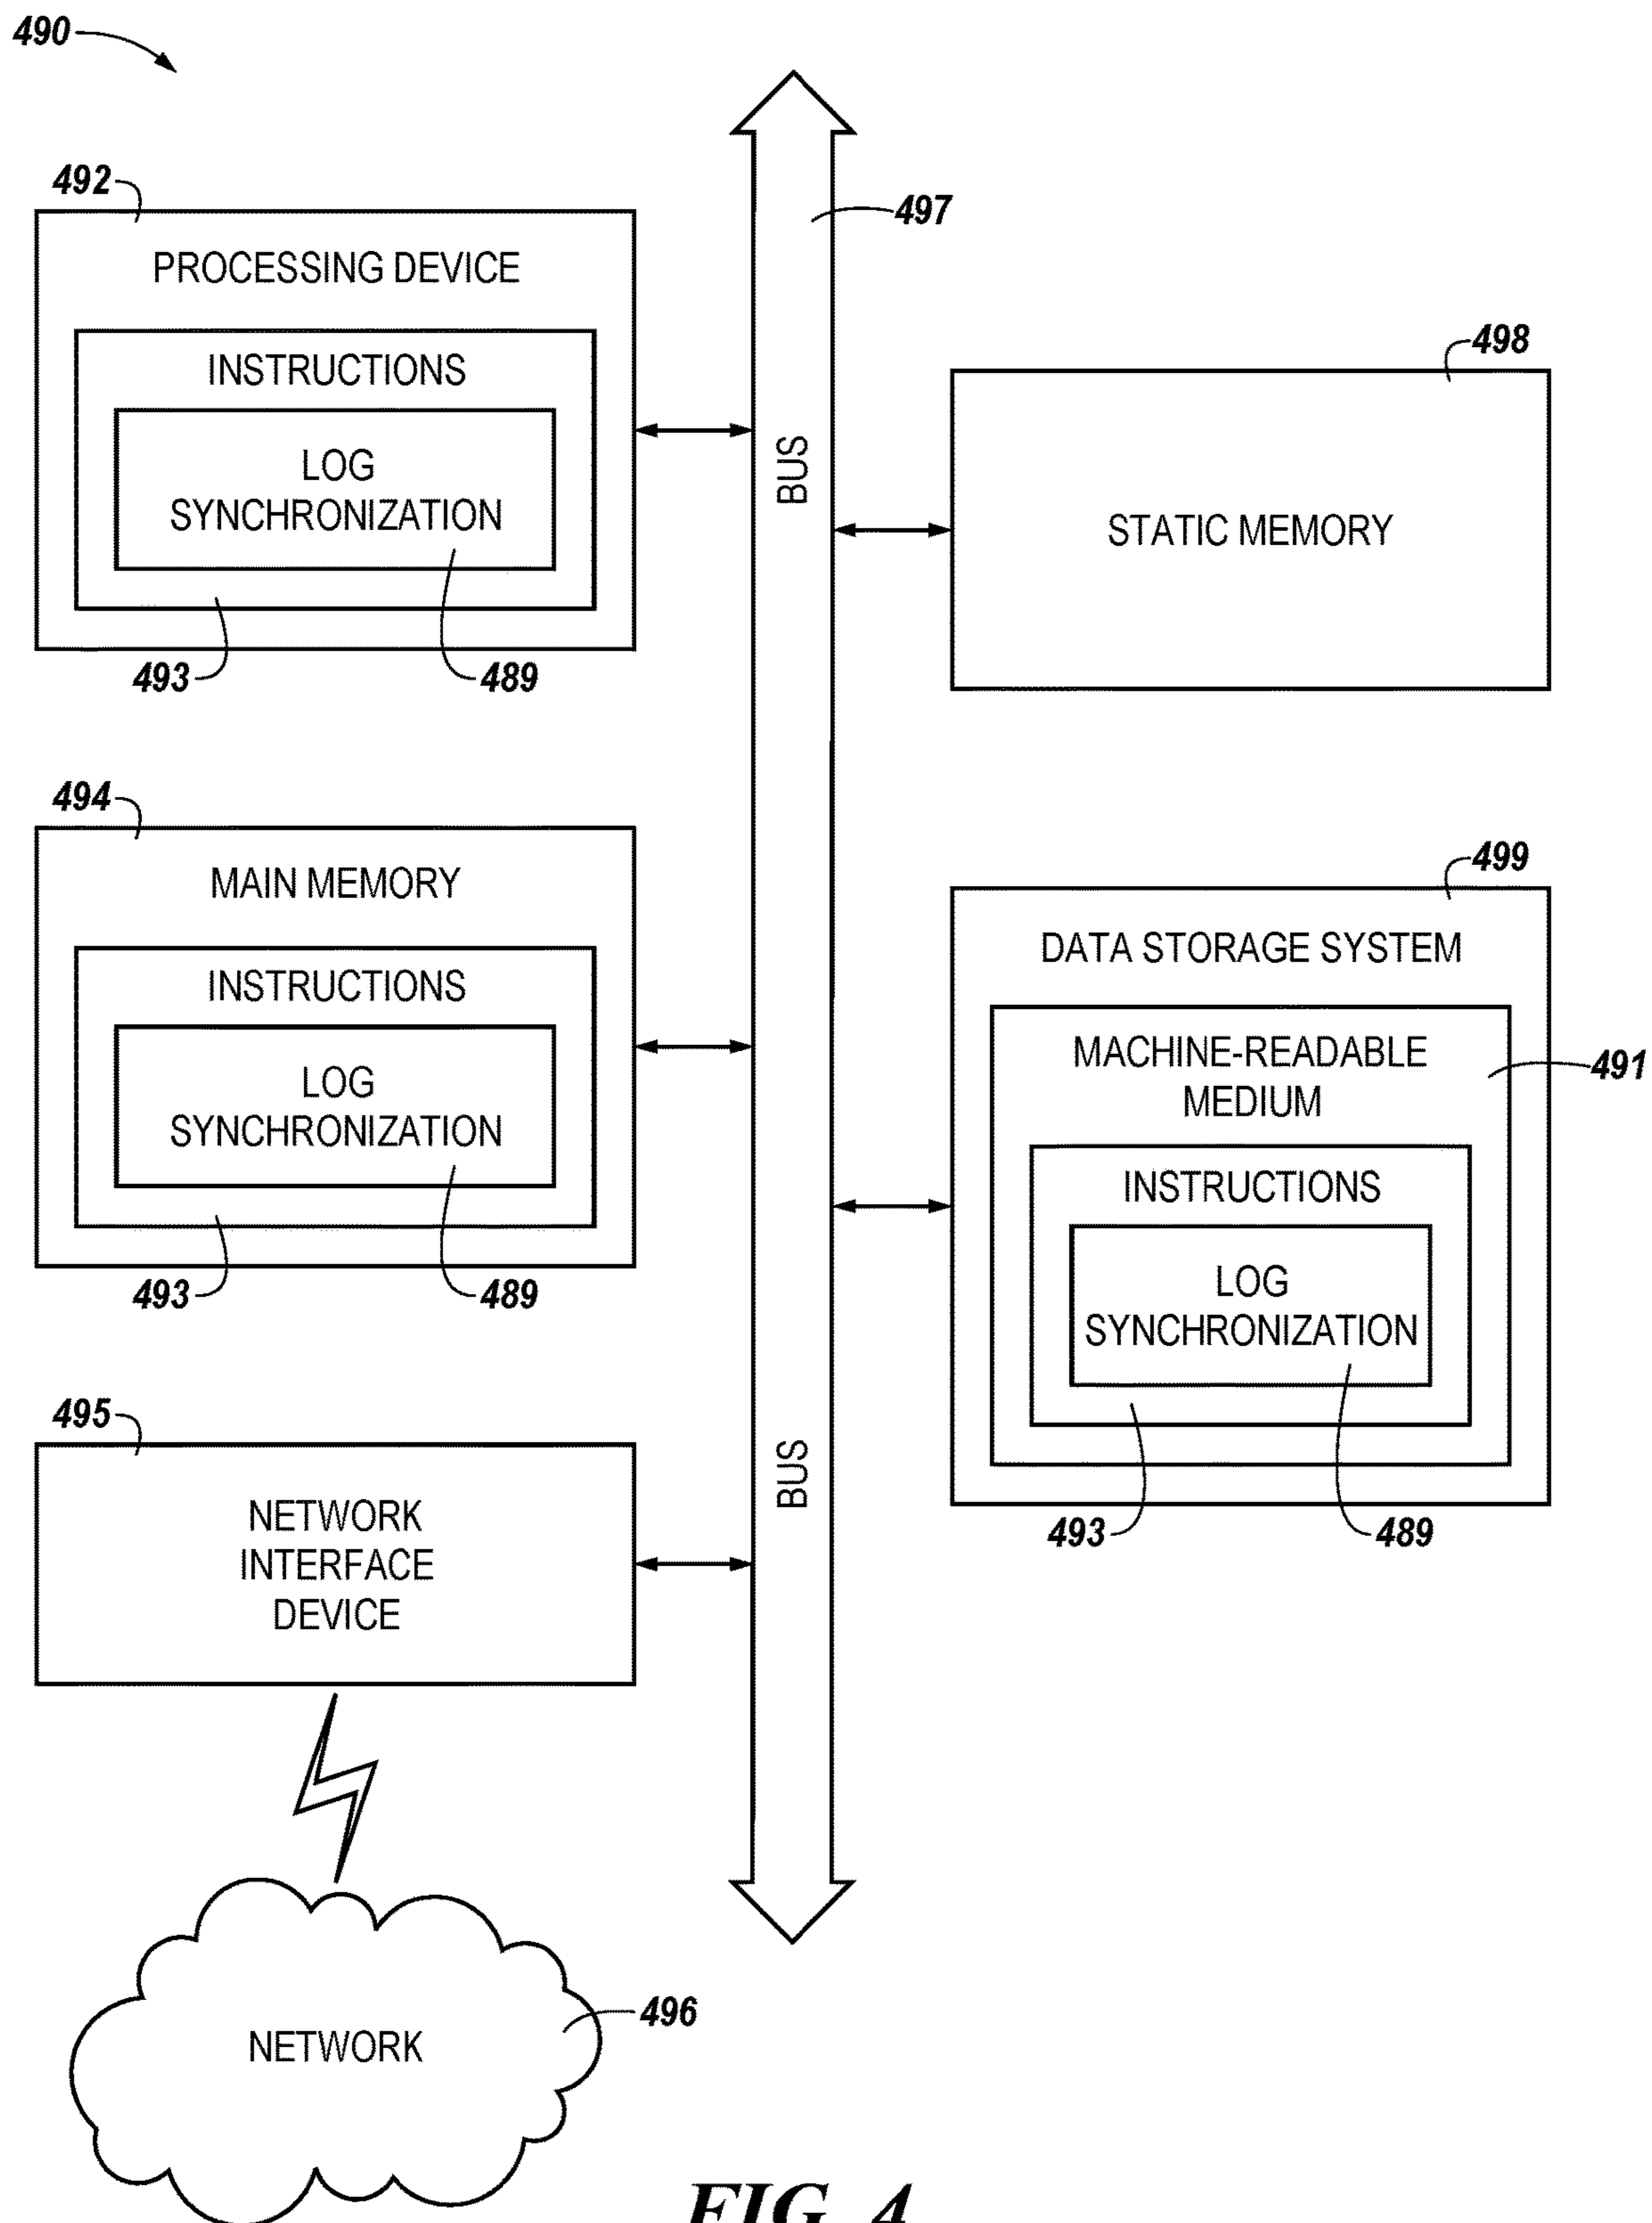 490
492
PROCESSING DEVICE
INSTRUCTIONS
LOG
SYNCHRONIZATION
493
489
494
MAIN MEMORY
INSTRUCTIONS
LOG
SYNCHRONIZATION
493
489
495
NETWORK
INTERFACE
DEVICE
NETWORK
496
BUS
BUS
497
498
STATIC MEMORY
499
DATA STORAGE SYSTEM
MACHINE-READABLE
MEDIUM
491
INSTRUCTIONS
LOG
SYNCHRONIZATION
493
489
FIG. 4